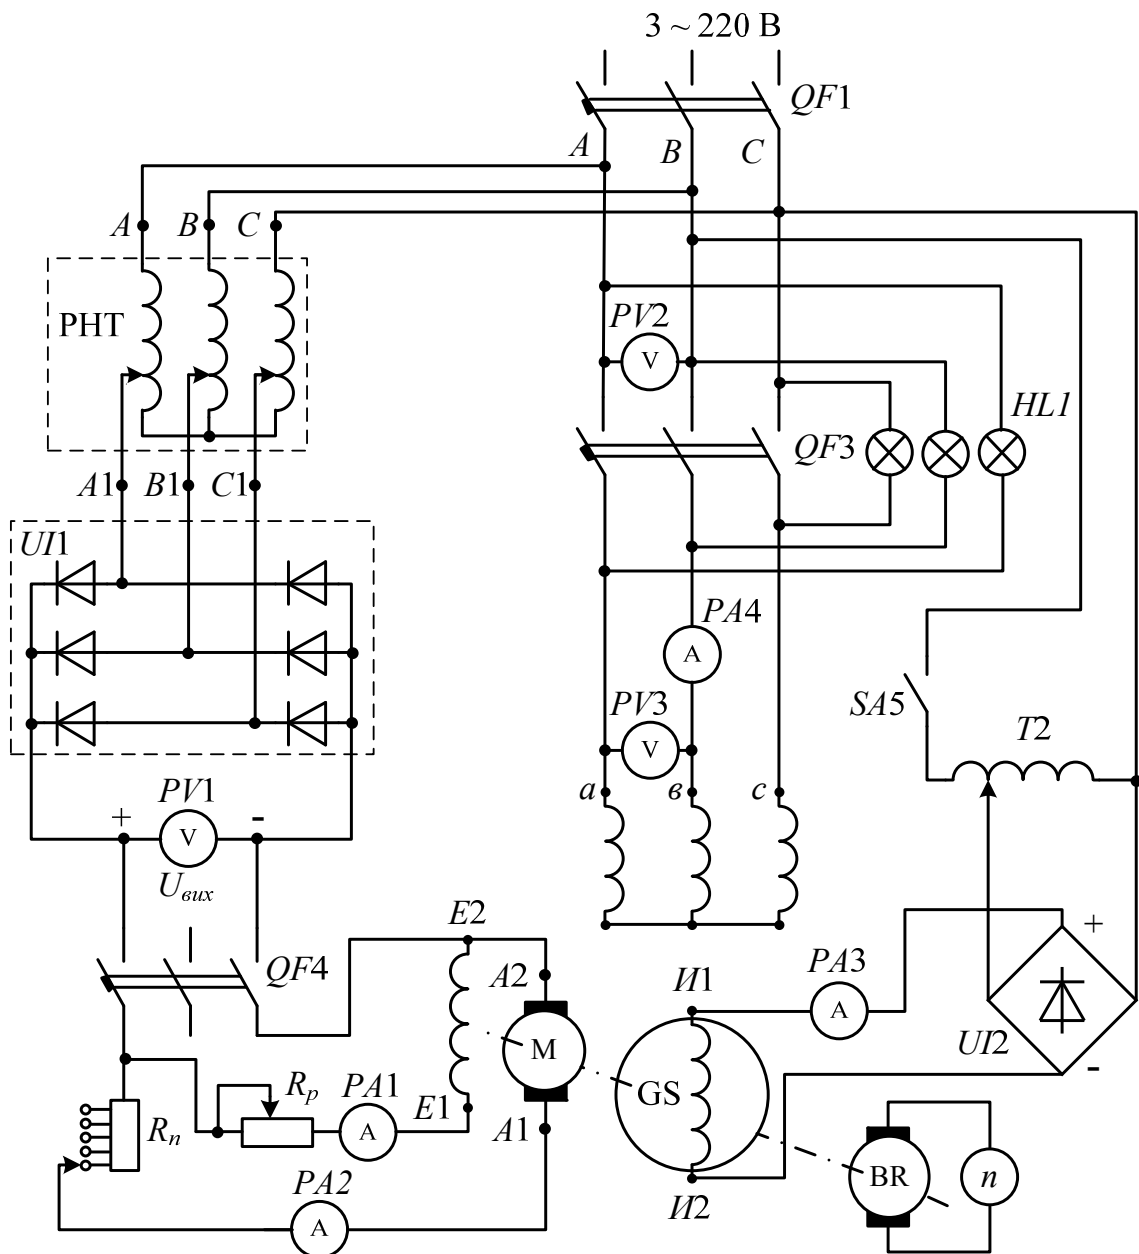 3 ~ 220 В
QF1
A B C
A B C
РНТ
PV2
V
HL1
QF3
A1 B1 C1
UI1
PA4
A
PV3
V
SA5
T2
а в с
PV1
+ V -
Uвих
E2
QF4
A2
И1
PA3
A
+
M
UI2
-
GS
Rn
Rp
PA1
A
E1
A1
BR
n
PA2
A
И2